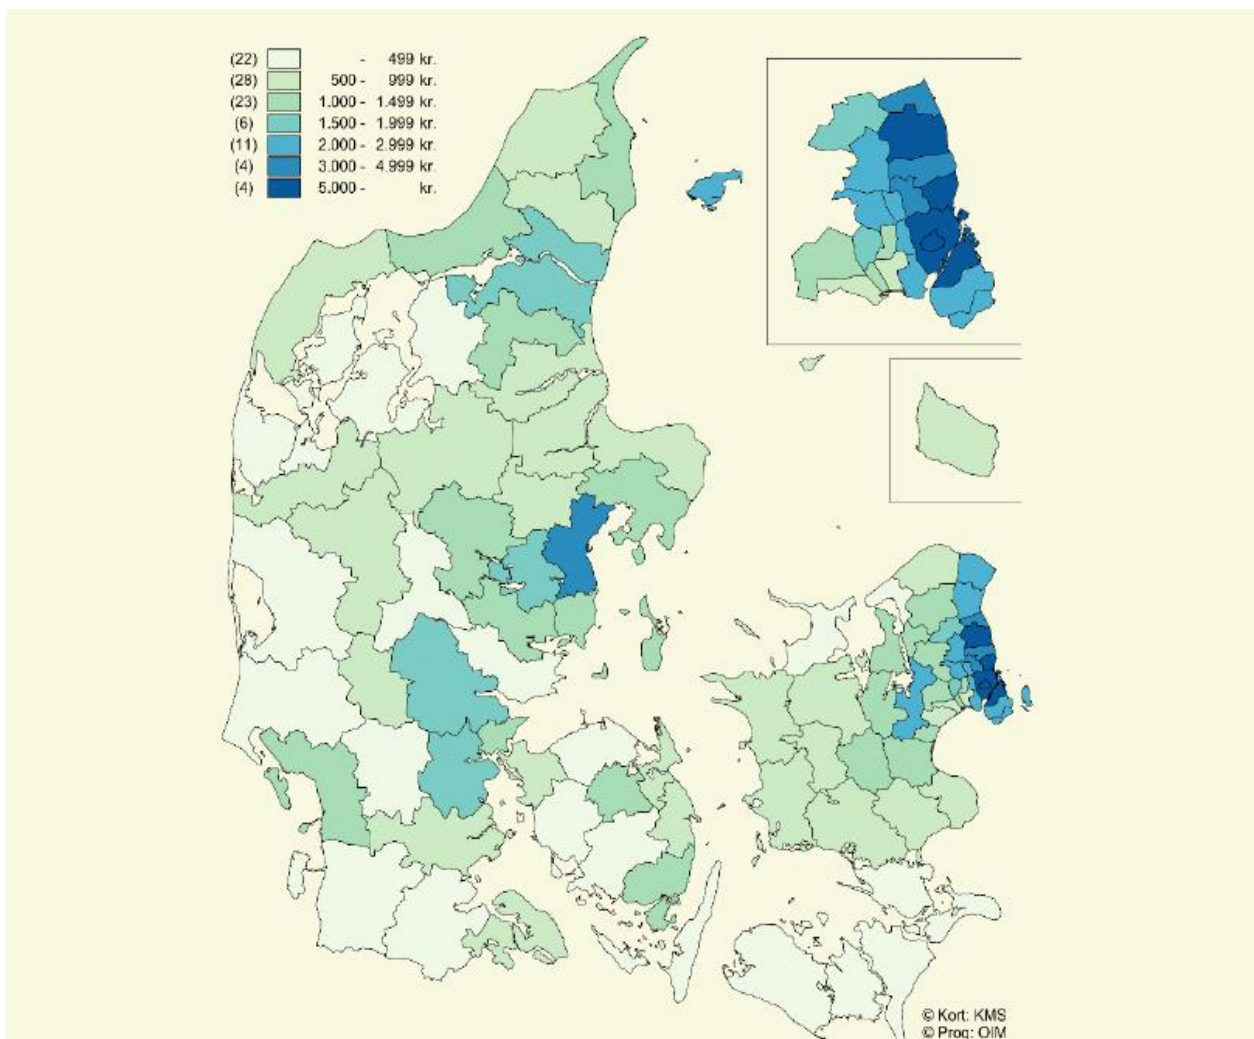 (22) - 499 kr.
(28) 500 - 999 kr.
(23) 1.000 - 1.499 kr.
(6) 1.500 - 1.999 kr.
(11) 2.000 - 2.999 kr.
(4) 3.000 - 4.999 kr.
(4) 5.000 - kr.
© Kort: KMS
© Prog: OIM